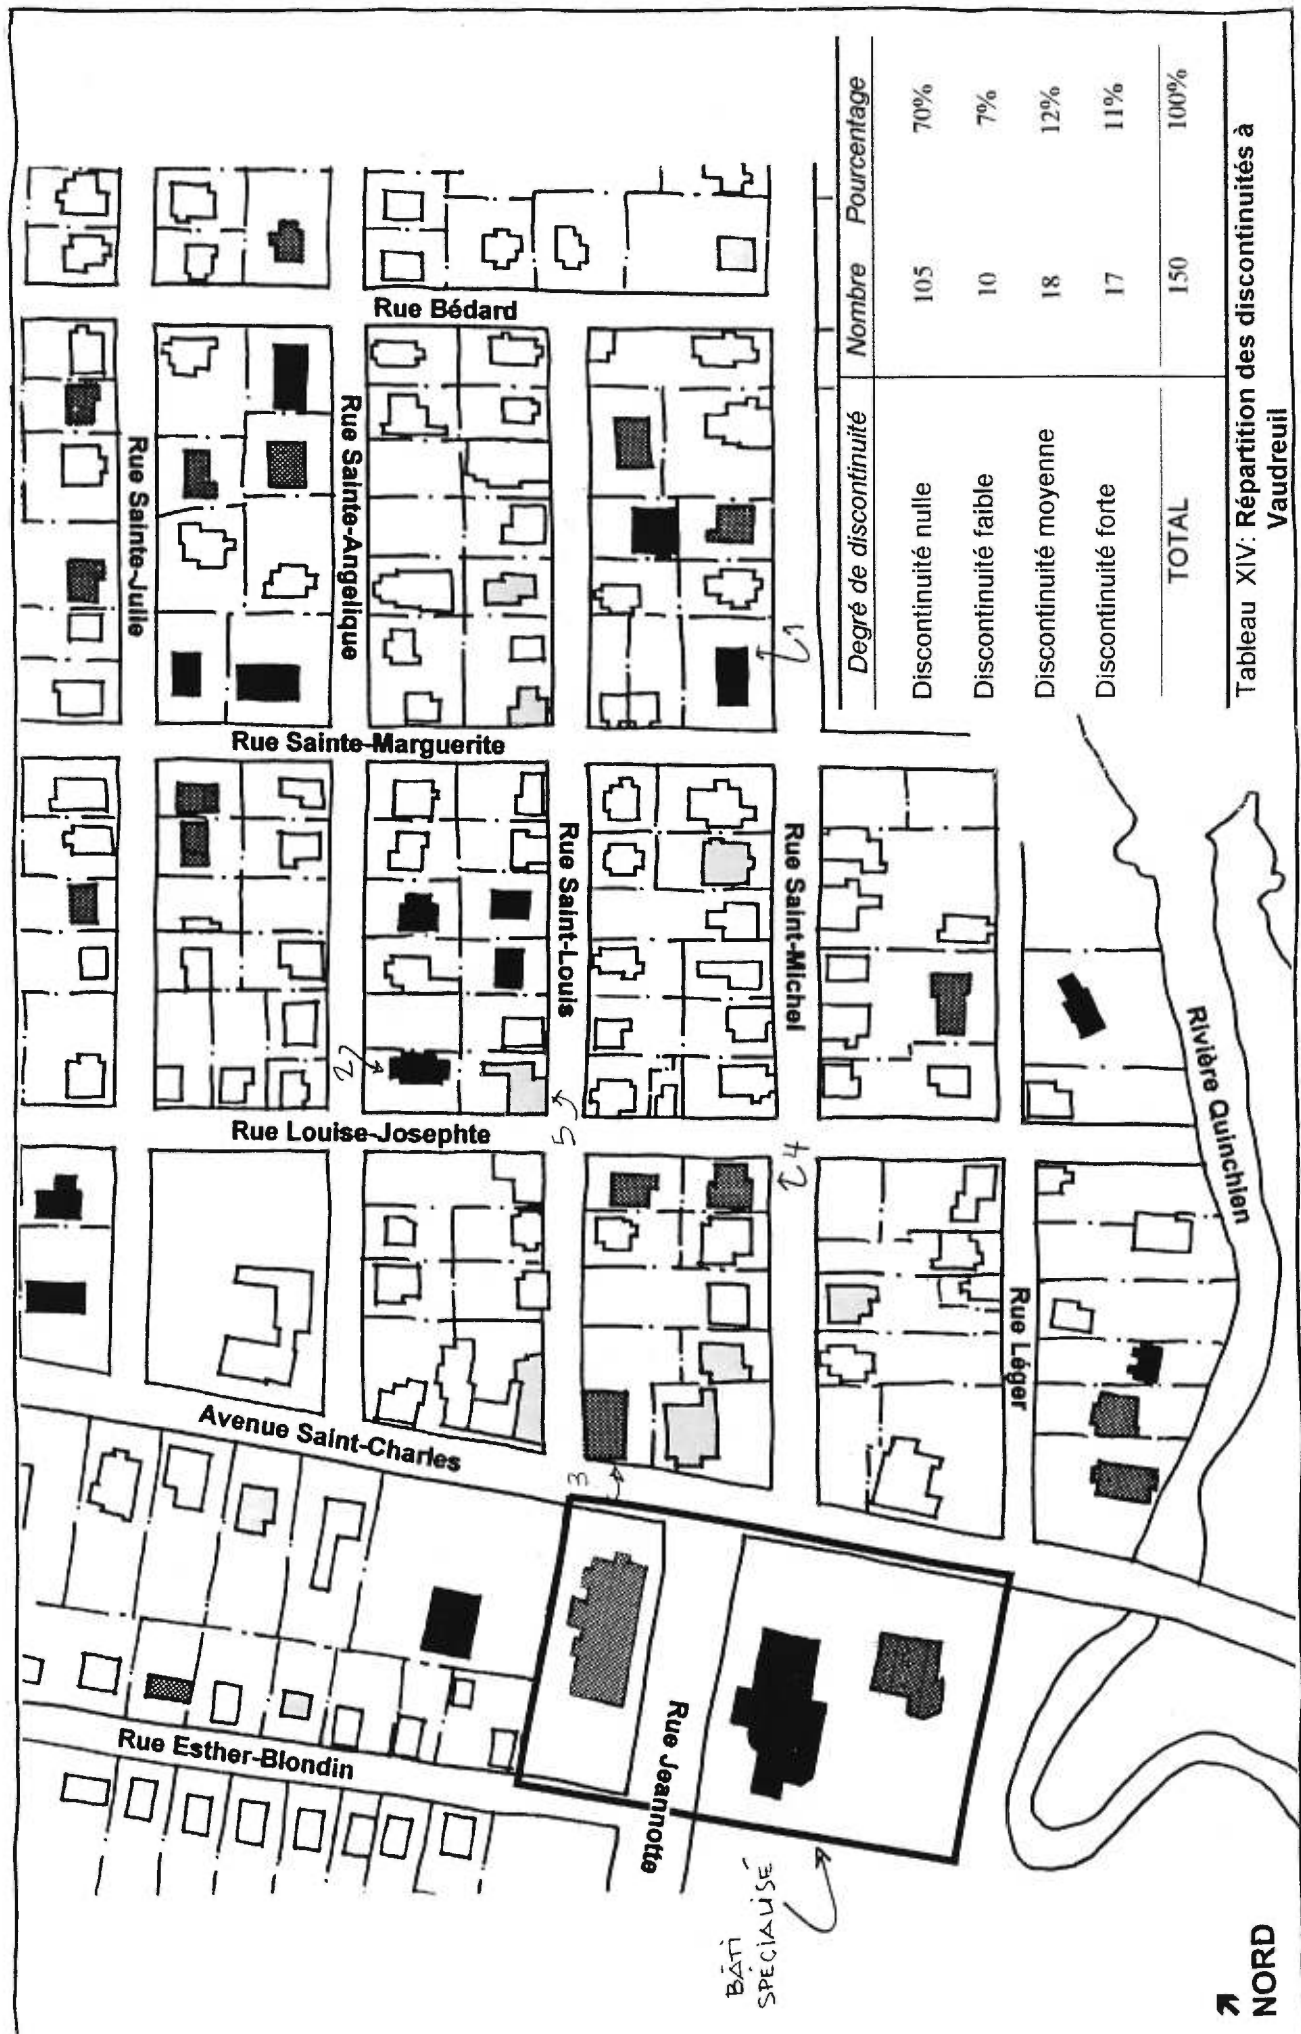 Degré de discontinuité Nombre Pourcentage
Discontinuité nulle 105 70%
Discontinuité faible 10 7%
Discontinuité moyenne 18 12%
Discontinuité forte 17 11%
TOTAL 150 100%
Tableau XIV: Répartition des discontinuités à
Vaudreuil
Rue Bédard
Rue Sainte-Julie
Rue Sainte-Angelique
1
Rue Sainte-Marguerite
Rue Saint-Louis
Rue Saint-Michel
Rivière Quinchien
2
5
Rue Louise-Josephte
4
Rue Léger
Avenue Saint-Charles
3
Rue Jeannotte
Rue Esther-Blondin
BÂTI
SPÉCIALISÉ
NORD